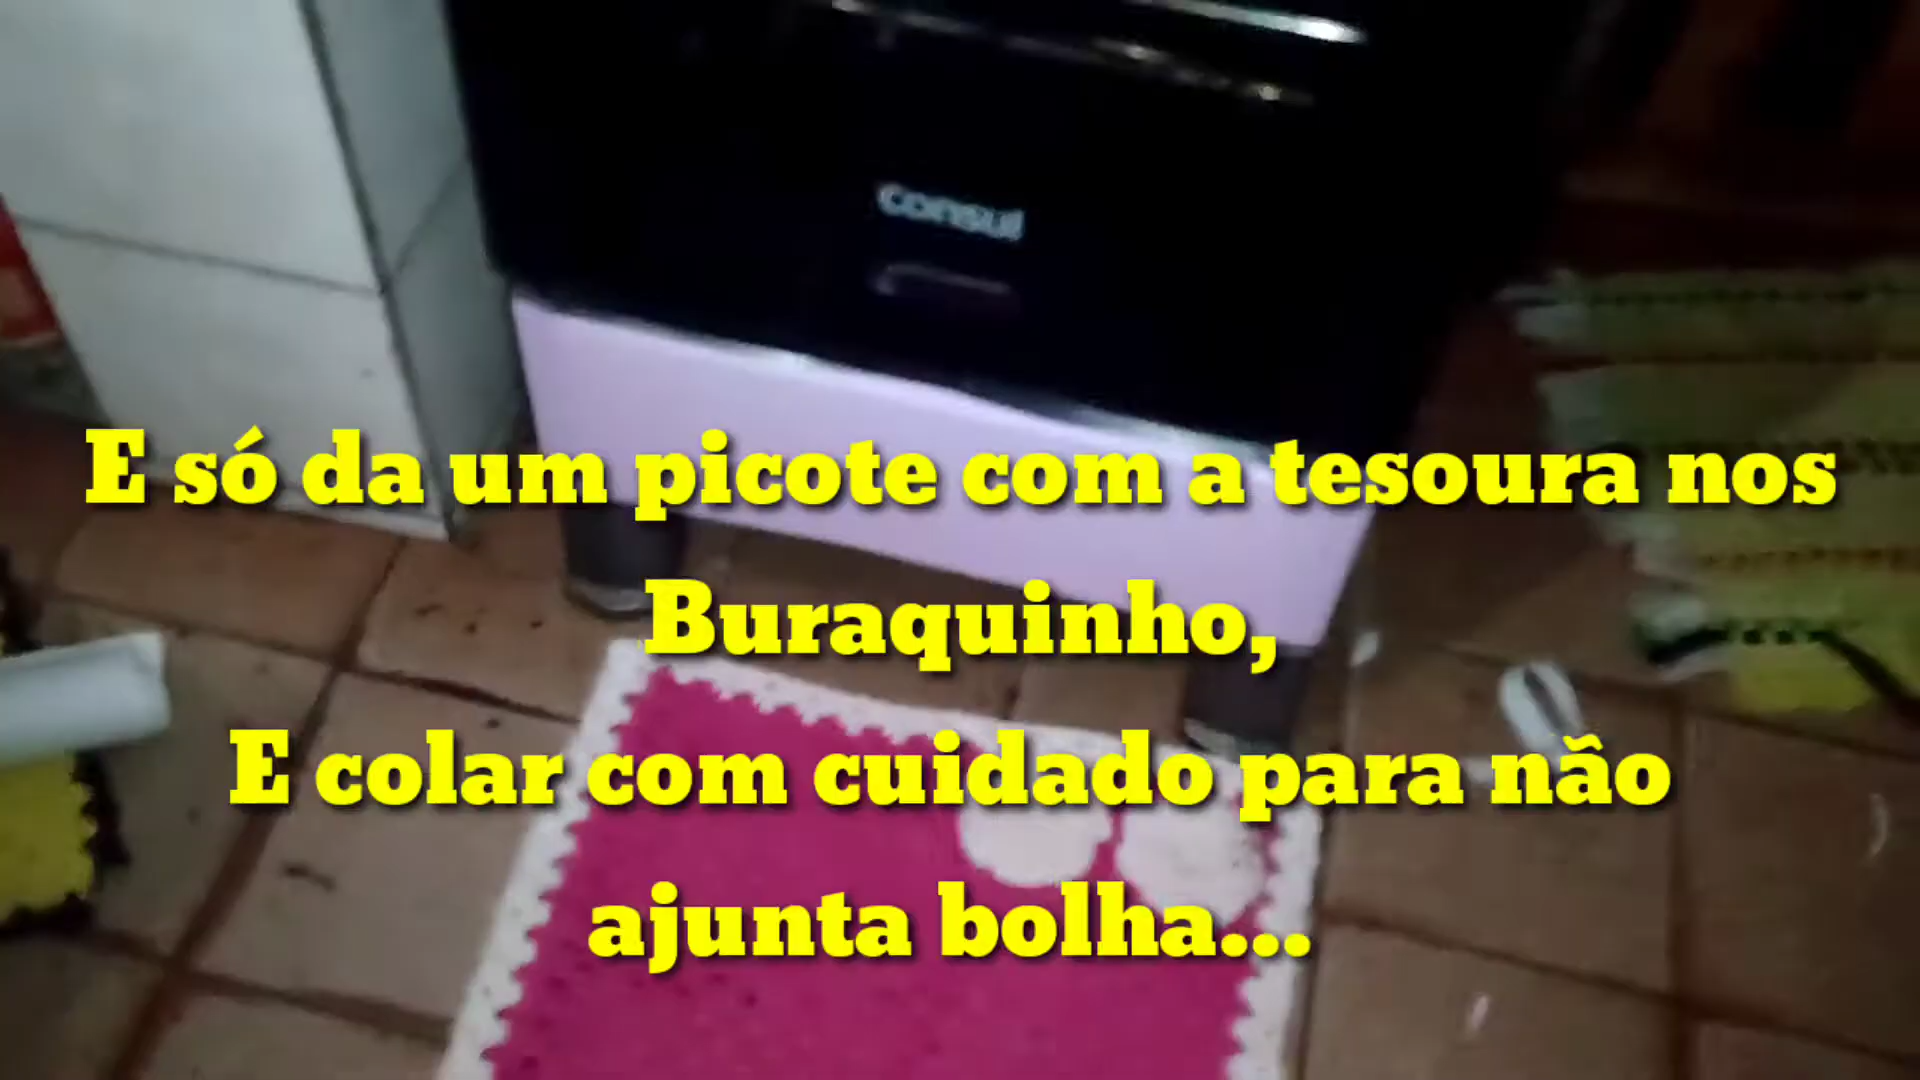 consul
E só da um picote com a tesoura nos
Buraquinho,
E colar com cuidado para não
ajunta bolha...